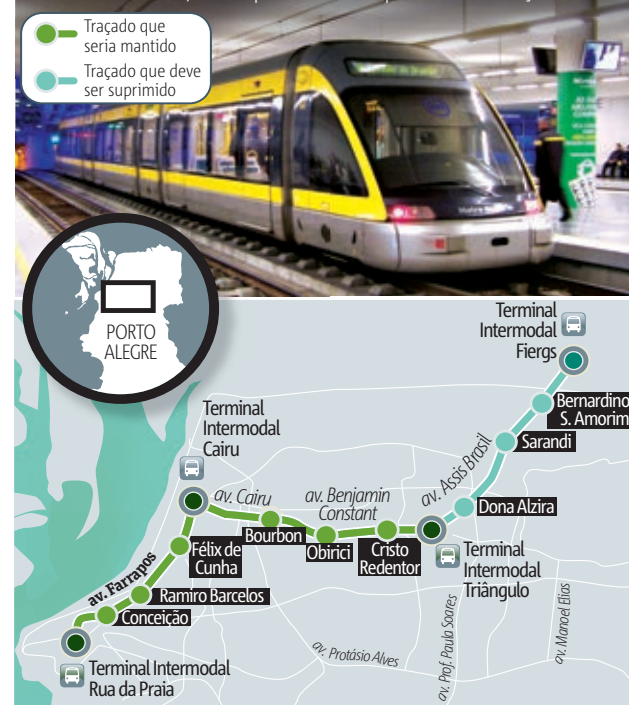 Traçado que
seria mantido
Traçado que deve
ser suprimido
PORTO
ALEGRE
Terminal
Intermodal
Fiergs
Bernardino
S. Amorim
Sarandi
av. Assis Brasil
Dona Alzira
Terminal
Intermodal
Cairu
av. Cairu
av. Benjamin
Constant
Bourbon
Obirici
Cristo
Redentor
Terminal
Intermodal
Triângulo
Félix de
Cunha
av. Farrapos
Ramiro Barcelos
Conceição
Terminal Intermodal
Rua da Praia
av. Protásio Alves
av. Prof. Paula Soares
av. Manoel Elias